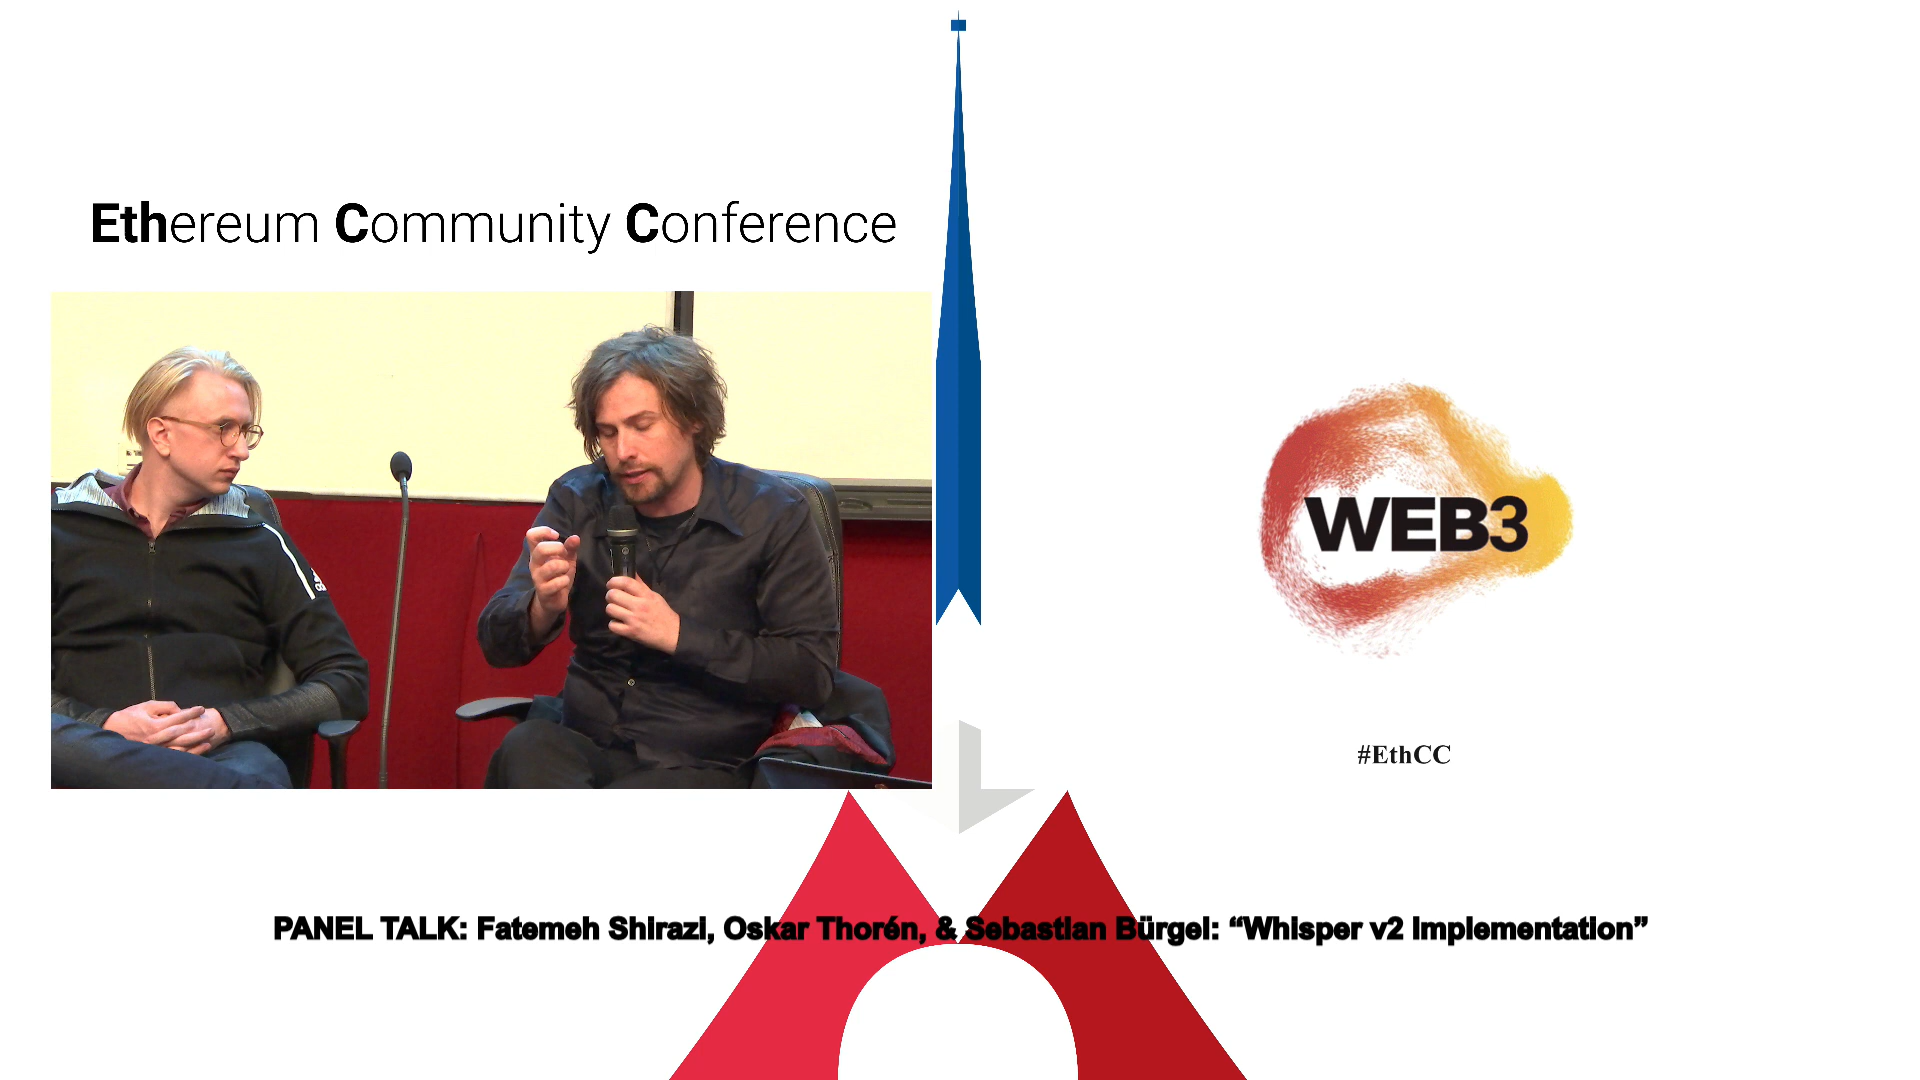 Ethereum Community Conference
WEB3
#EthCC
PANEL TALK: Fatemeh Shirazi, Oskar Thorén, & Sebastian Bürgel: “Whisper v2 Implementation”